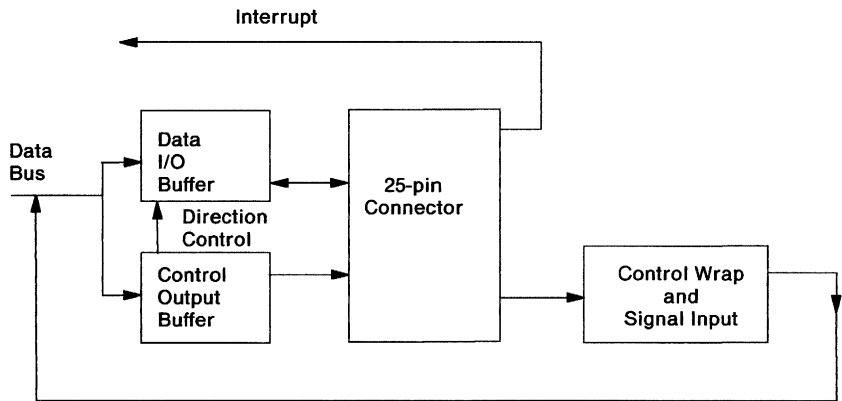 Interrupt
Data
Bus
Data
I/O
Buffer
Direction
Control
Control
Output
Buffer
25-pin
Connector
Control Wrap
and
Signal Input